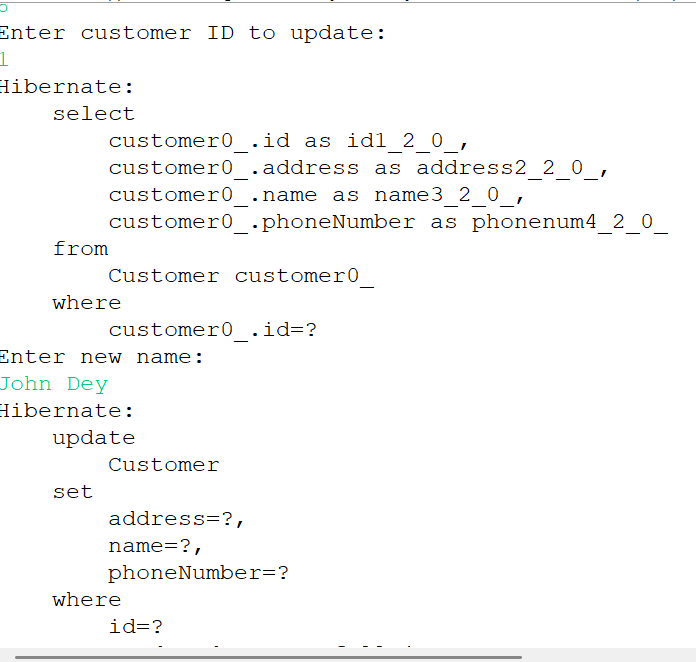 Enter customer ID to update:
1
Hibernate:
    select
        customer0_.id as id1_2_0_,
        customer0_.address as address2_2_0_,
        customer0_.name as name3_2_0_,
        customer0_.phoneNumber as phonenum4_2_0_
    from
        Customer customer0_
    where
        customer0_.id=?
Enter new name:
John Dey
Hibernate:
    update
        Customer
    set
        address=?,
        name=?,
        phoneNumber=?
    where
        id=?